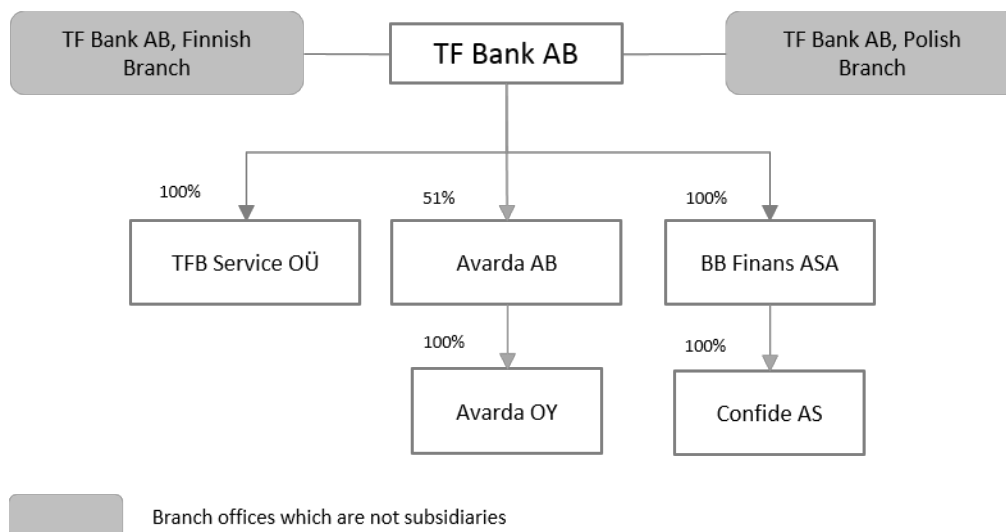 TF Bank AB, Finnish
Branch
TF Bank AB
TF Bank AB, Polish
Branch
100%
51%
100%
TFB Service OÜ
Avarda AB
BB Finans ASA
100%
100%
Avarda OY
Confide AS
Branch offices which are not subsidiaries